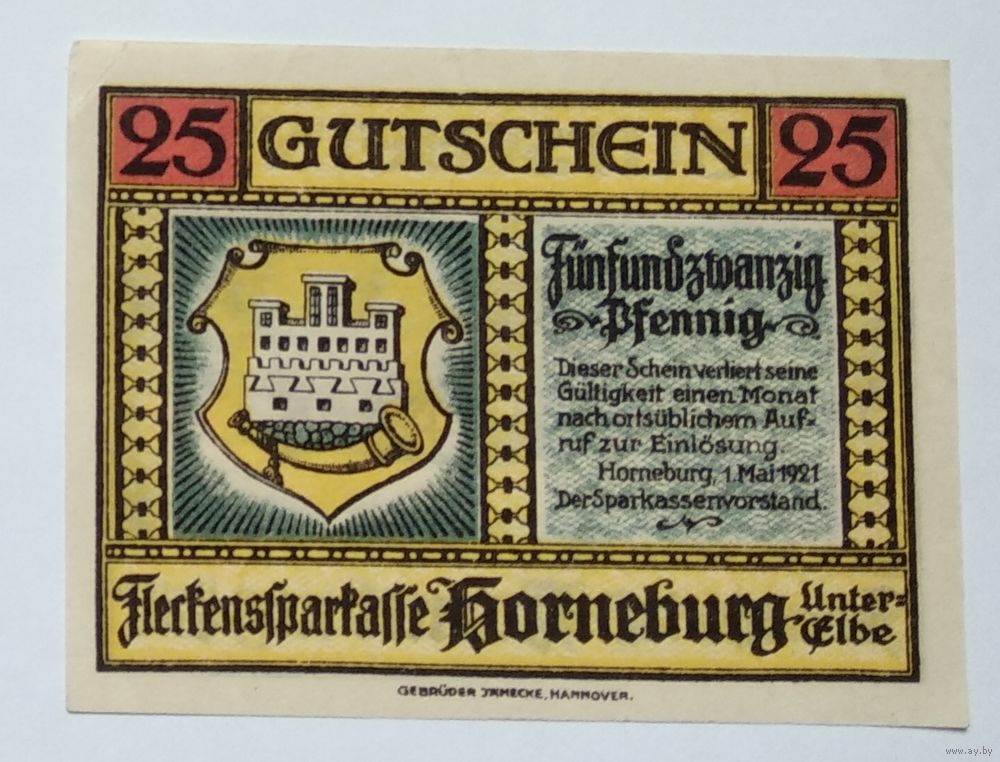 25 GUTSCHEIN 25
Fünfundzwanzig
Pfennig
Dieser Schein verliert seine
Gültigkeit einen Monat
nach ortsüblichem Auf-
ruf zur Einlösung.
Horneburg, 1. Mai 1921
Der Sparkassenvorstand.
Fleckenssparkasse Horneburg Unter-
Elbe
GEBRÜDER JÄNECKE, HANNOVER.
www.ay.by